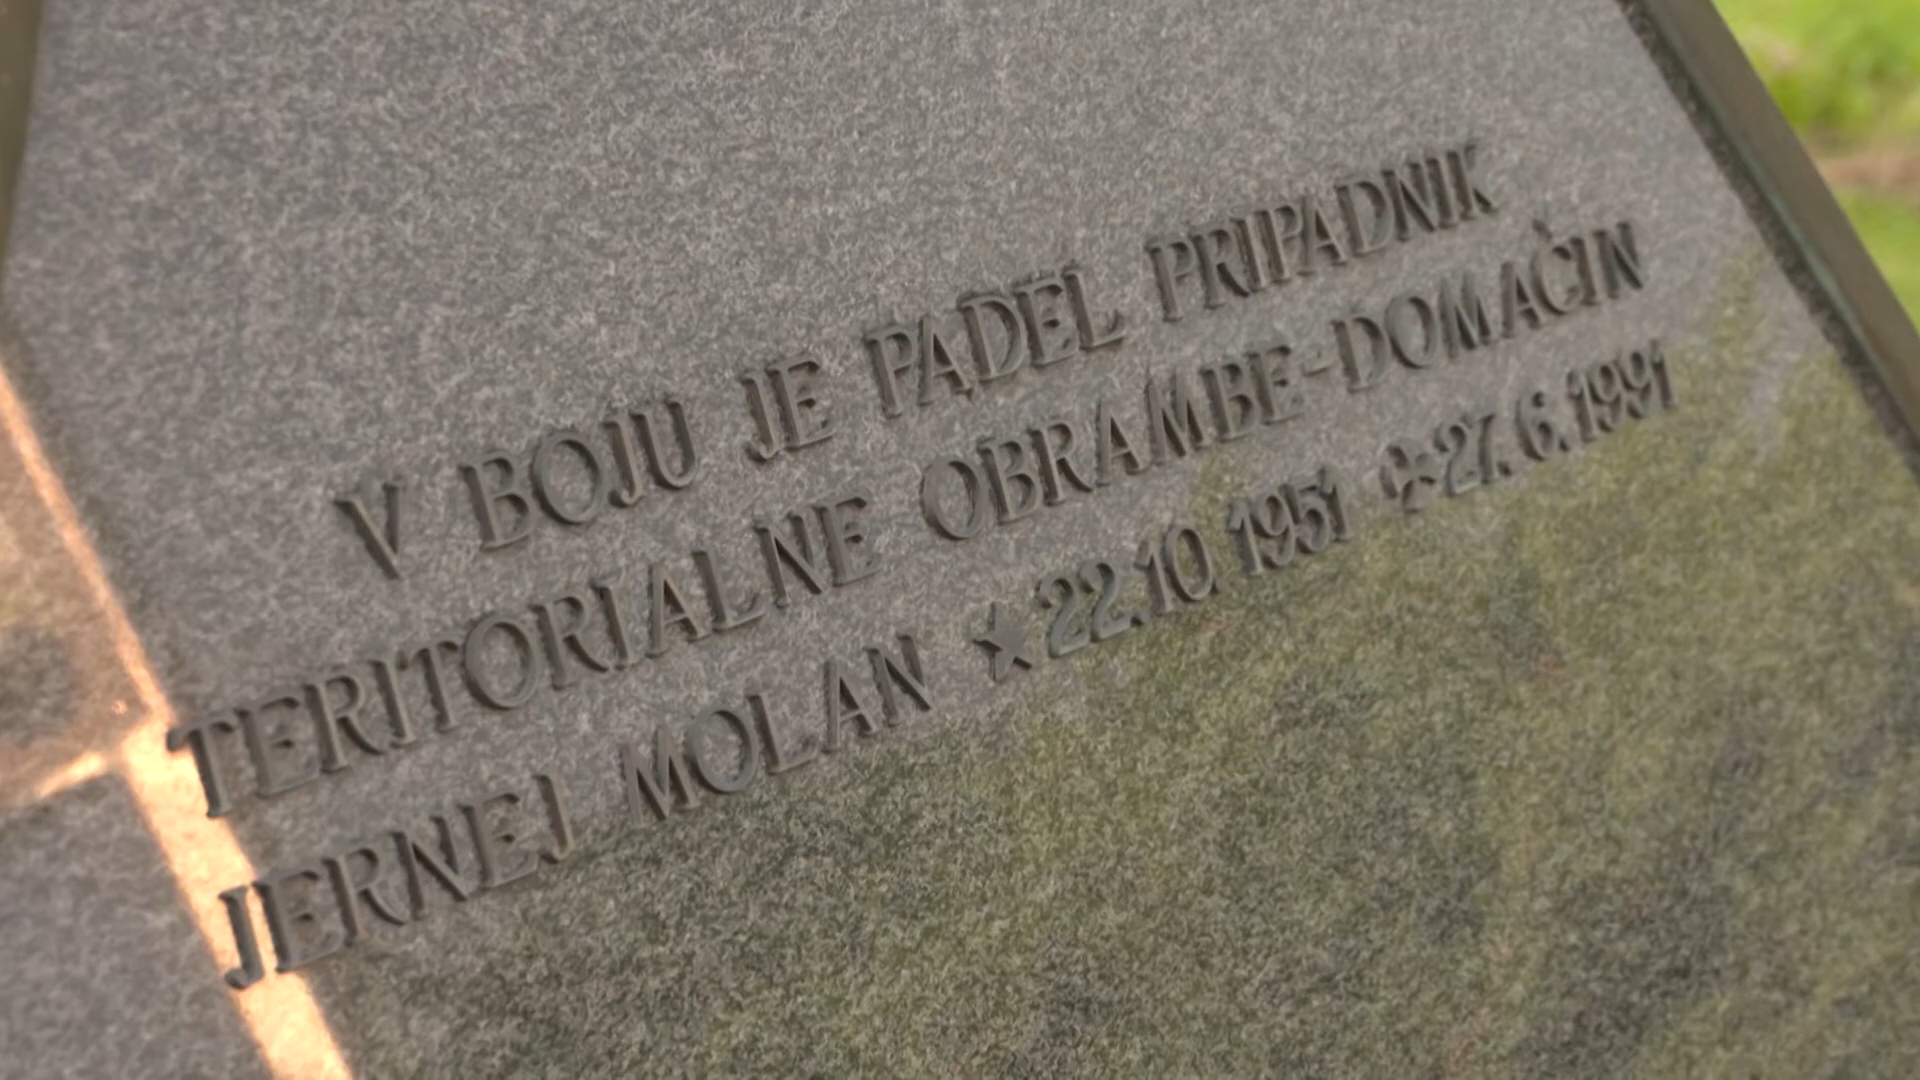 V BOJU JE PADEL PRIPADNIK
TERITORIALNE OBRAMBE-DOMAČIN
JERNEJ MOLAN ★22.10.1951 ✣27.6.1991